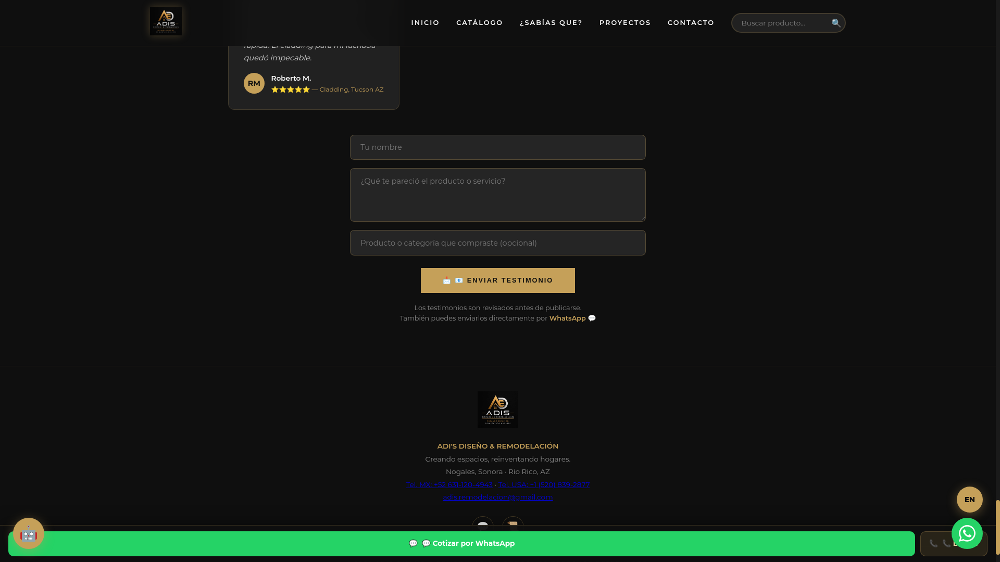 ADIS
INICIO CATÁLOGO ¿SABÍAS QUE? PROYECTOS CONTACTO Buscar producto...
rápida. El cladding para mi fachada
quedó impecable.
RM
Roberto M.
— Cladding, Tucson AZ
Tu nombre
¿Qué te pareció el producto o servicio?
Producto o categoría que compraste (opcional)
ENVIAR TESTIMONIO
Los testimonios son revisados antes de publicarse.
También puedes enviarlos directamente por WhatsApp
ADIS
ADI'S DISEÑO & REMODELACIÓN
Creando espacios, reinventando hogares.
Nogales, Sonora · Rio Rico, AZ
Tel. MX: +52 631-120-4943 · Tel. USA: +1 (520) 839-2877
adis.remodelacion@gmail.com
EN
Cotizar por WhatsApp